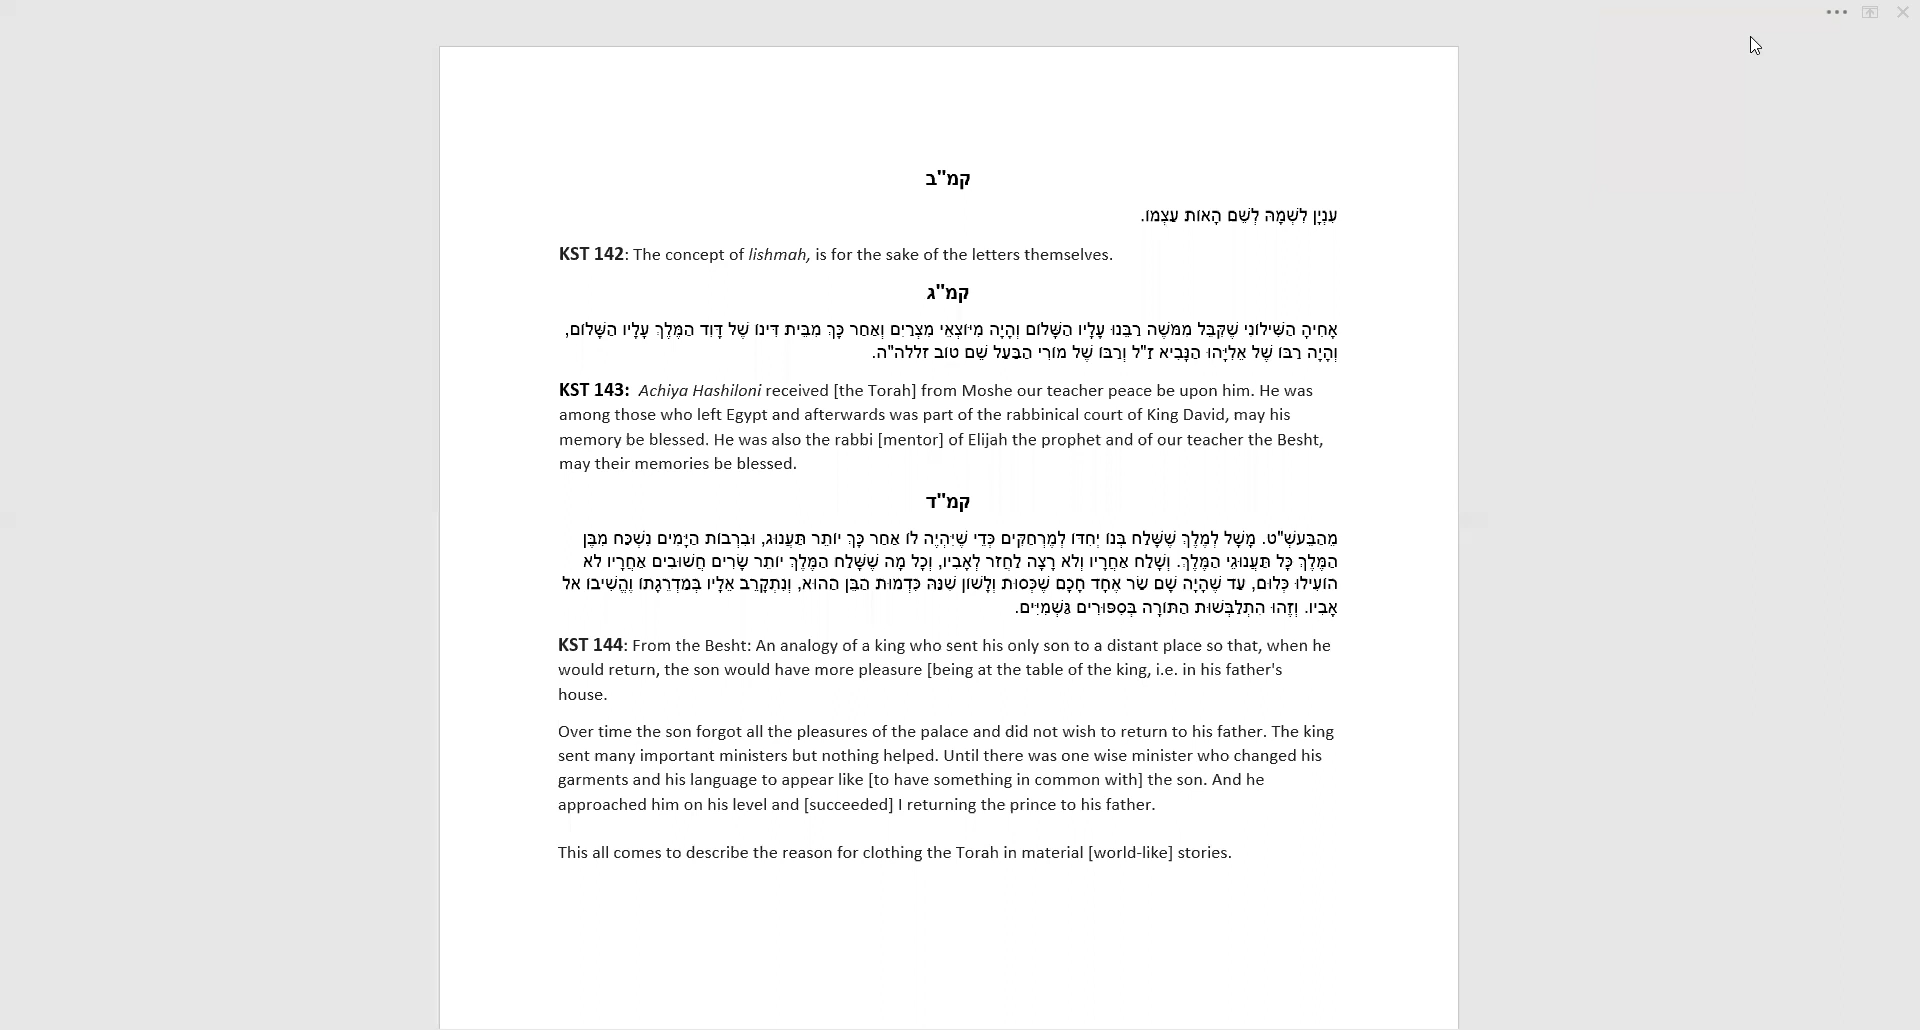 קמ"ב
עִנְיַן לִשְׁמָהּ לְשֵׁם הָאוֹת עַצְמוֹ.
KST 142: The concept of lishmah, is for the sake of the letters themselves.
קמ"ג
אֲחִיָה הַשִּׁילוֹנִי שֶׁקִּבֵּל מִמֹּשֶׁה רַבֵּנוּ עָלָיו הַשָּׁלוֹם וְהָיָה מִיּוֹצְאֵי מִצְרַיִם וְאַחַר כָּךְ מִבֵּית דִּינוֹ שֶׁל דָּוִד הַמֶּלֶךְ עָלָיו הַשָּׁלוֹם,
וְהָיָה רַבּוֹ שֶׁל אֵלִיָּהוּ הַנָּבִיא ז"ל וְרַבּוֹ שֶׁל מוֹרִי הַבַּעַל שֵׁם טוֹב זללה"ה.
KST 143: Achiya Hashiloni received [the Torah] from Moshe our teacher peace be upon him. He was
among those who left Egypt and afterwards was part of the rabbinical court of King David, may his
memory be blessed. He was also the rabbi [mentor] of Elijah the prophet and of our teacher the Besht,
may their memories be blessed.
קמ"ד
מֵהַבַּעַשׁ"ט. מָשָׁל לְמֶלֶךְ שֶׁשָּׁלַח בְּנוֹ יְחִדוֹ לְמֶרְחַקִּים כְּדֵי שֶׁיִּהְיֶה לוֹ אַחַר כָּךְ יוֹתֵר תַּעֲנוּג, וּבִרְבוֹת הַיָּמִים נִשְׁכַּח מִבֶּן
הַמֶּלֶךְ כָּל תַּעֲנוּגֵי הַמֶּלֶךְ. וְשָׁלַח אַחֲרָיו וְלֹא רָצָה לַחֲזֹר לְאָבִיו, וְכָל מָה שֶׁשָּׁלַח הַמֶּלֶךְ יוֹתֵר שָׂרִים חֲשׁוּבִים אַחֲרָיו לֹא
הוֹעִילוּ כְּלוּם, עַד שֶׁהָיָה שָׁם שַׂר אֶחָד חָכָם שֶׁכְּסוּת וְלָשׁוֹן שִׁנָּה כִּדְמוּת הַבֵּן הַהוּא, וְנִתְקָרֵב אֵלָיו בְּמַדְרֵגָתוֹ וֶהֱשִׁיבוֹ אֶל
אָבִיו. וְזֶהוּ הִתְלַבְּשׁוּת הַתּוֹרָה בְּסִפּוּרִים גַּשְׁמִיִּים.
KST 144: From the Besht: An analogy of a king who sent his only son to a distant place so that, when he
would return, the son would have more pleasure [being at the table of the king, i.e. in his father's
house.
Over time the son forgot all the pleasures of the palace and did not wish to return to his father. The king
sent many important ministers but nothing helped. Until there was one wise minister who changed his
garments and his language to appear like [to have something in common with] the son. And he
approached him on his level and [succeeded] I returning the prince to his father.
This all comes to describe the reason for clothing the Torah in material [world-like] stories.